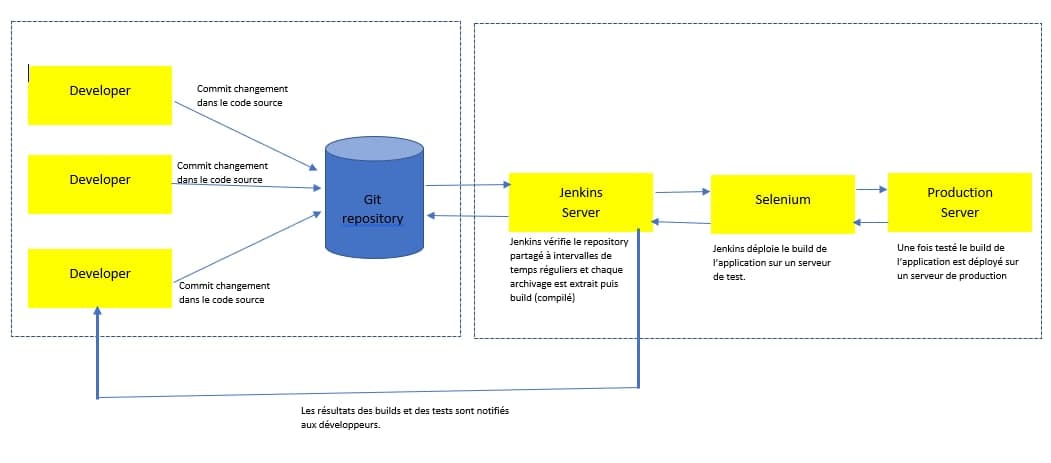 Developer
Commit changement
dans le code source
Developer
Commit changement
dans le code source
Developer
Commit changement
dans le code source
Git
repository
Jenkins
Server
Jenkins vérifie le repository
partagé à intervalles de
temps réguliers et chaque
archivage est extrait puis
build (compilé)
Selenium
Jenkins déploie le build de
l'application sur un serveur
de test.
Production
Server
Une fois testé le build de
l'application est déployé sur
un serveur de production
Les résultats des builds et des tests sont notifiés
aux développeurs.